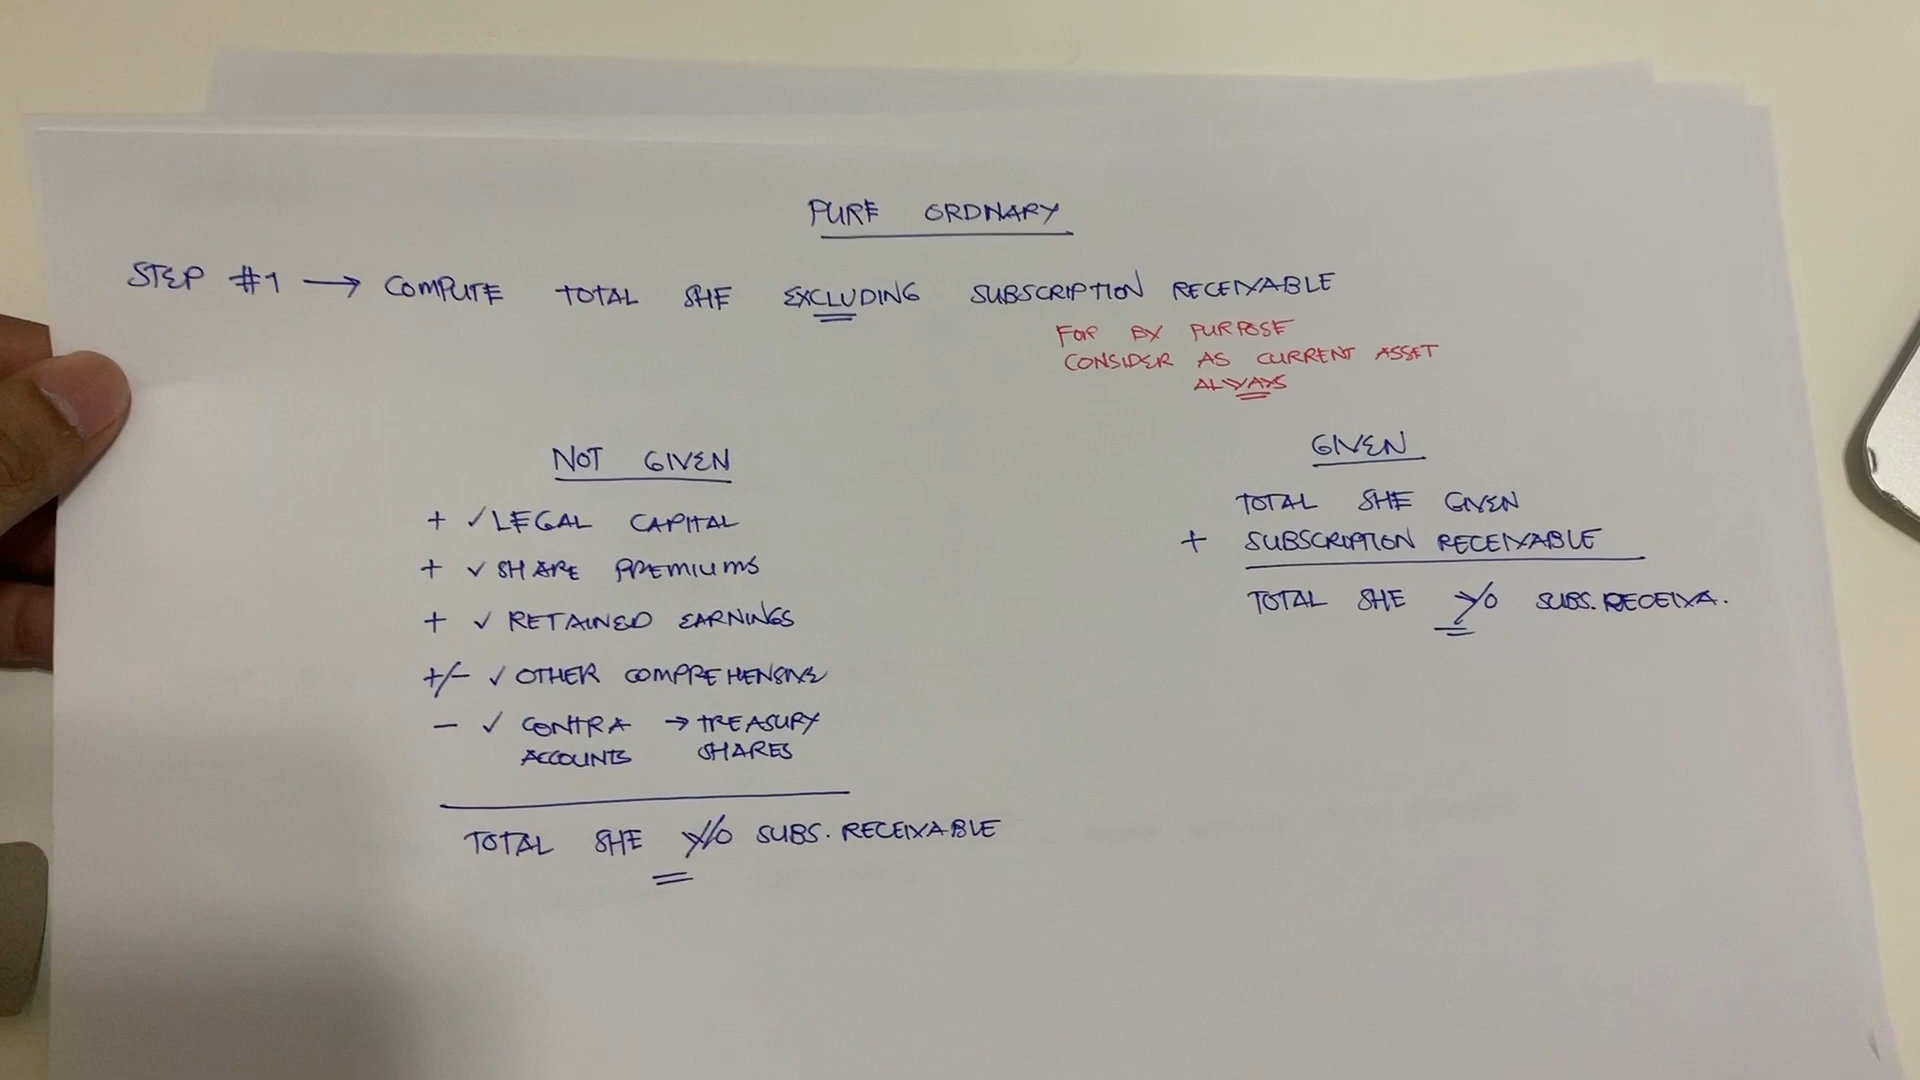 PURE ORDNARY
STEP #1 → COMPUTE TOTAL SHE EXCLUDING SUBSCRIPTION RECEIVABLE
FOR BV PURPOSE
CONSIDER AS CURRENT ASSET
ALWAYS
NOT GIVEN
+ ✓ LEGAL CAPITAL
+ ✓ SHARE PREMIUMS
+ ✓ RETAINED EARNINGS
+/- ✓ OTHER COMPREHENSIVE
- ✓ CONTRA → TREASURY
ACCOUNTS SHARES
TOTAL SHE W/O SUBS. RECEIVABLE
GIVEN
TOTAL SHE GIVEN
+ SUBSCRIPTION RECEIVABLE
TOTAL SHE W/O SUBS. RECEIVA.